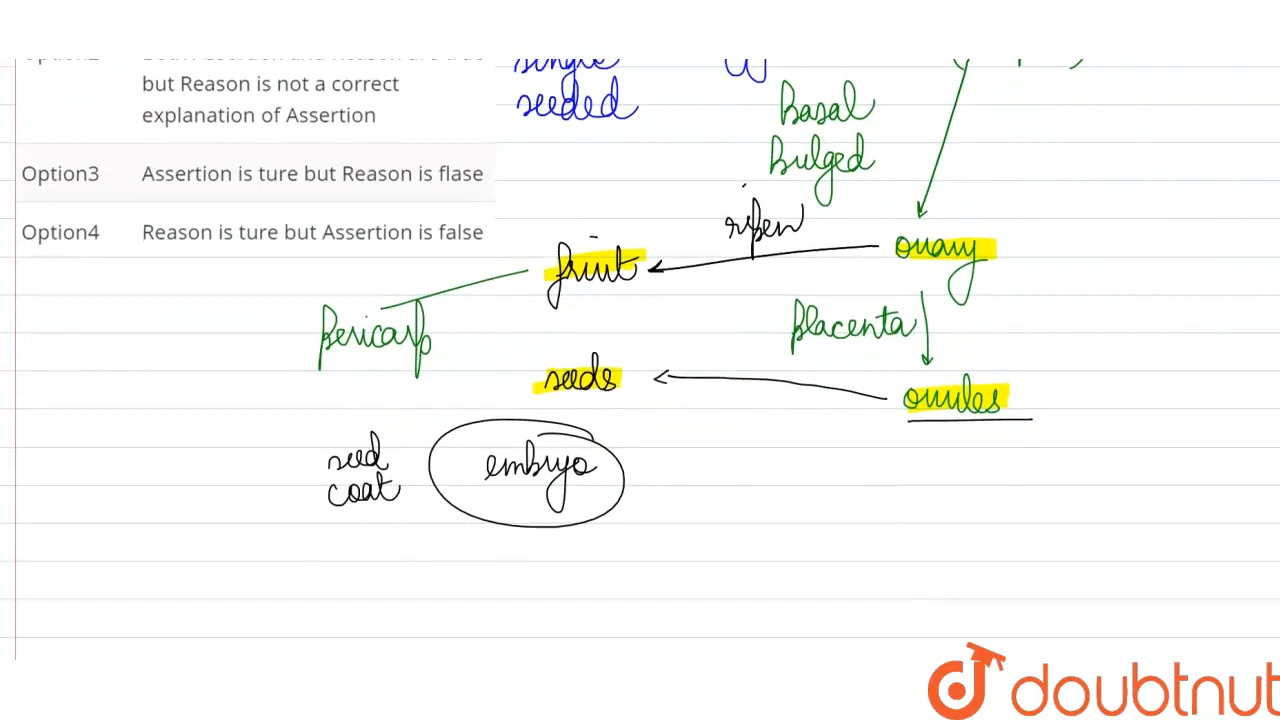 but Reason is not a correct
explanation of Assertion
Option3 Assertion is ture but Reason is flase
Option4 Reason is ture but Assertion is false
single
seeded
Basal
Bulged
ripen
ovary
fruit
Pericarp
Placenta
seeds
ovules
seed
coat
embryo
doubtnut